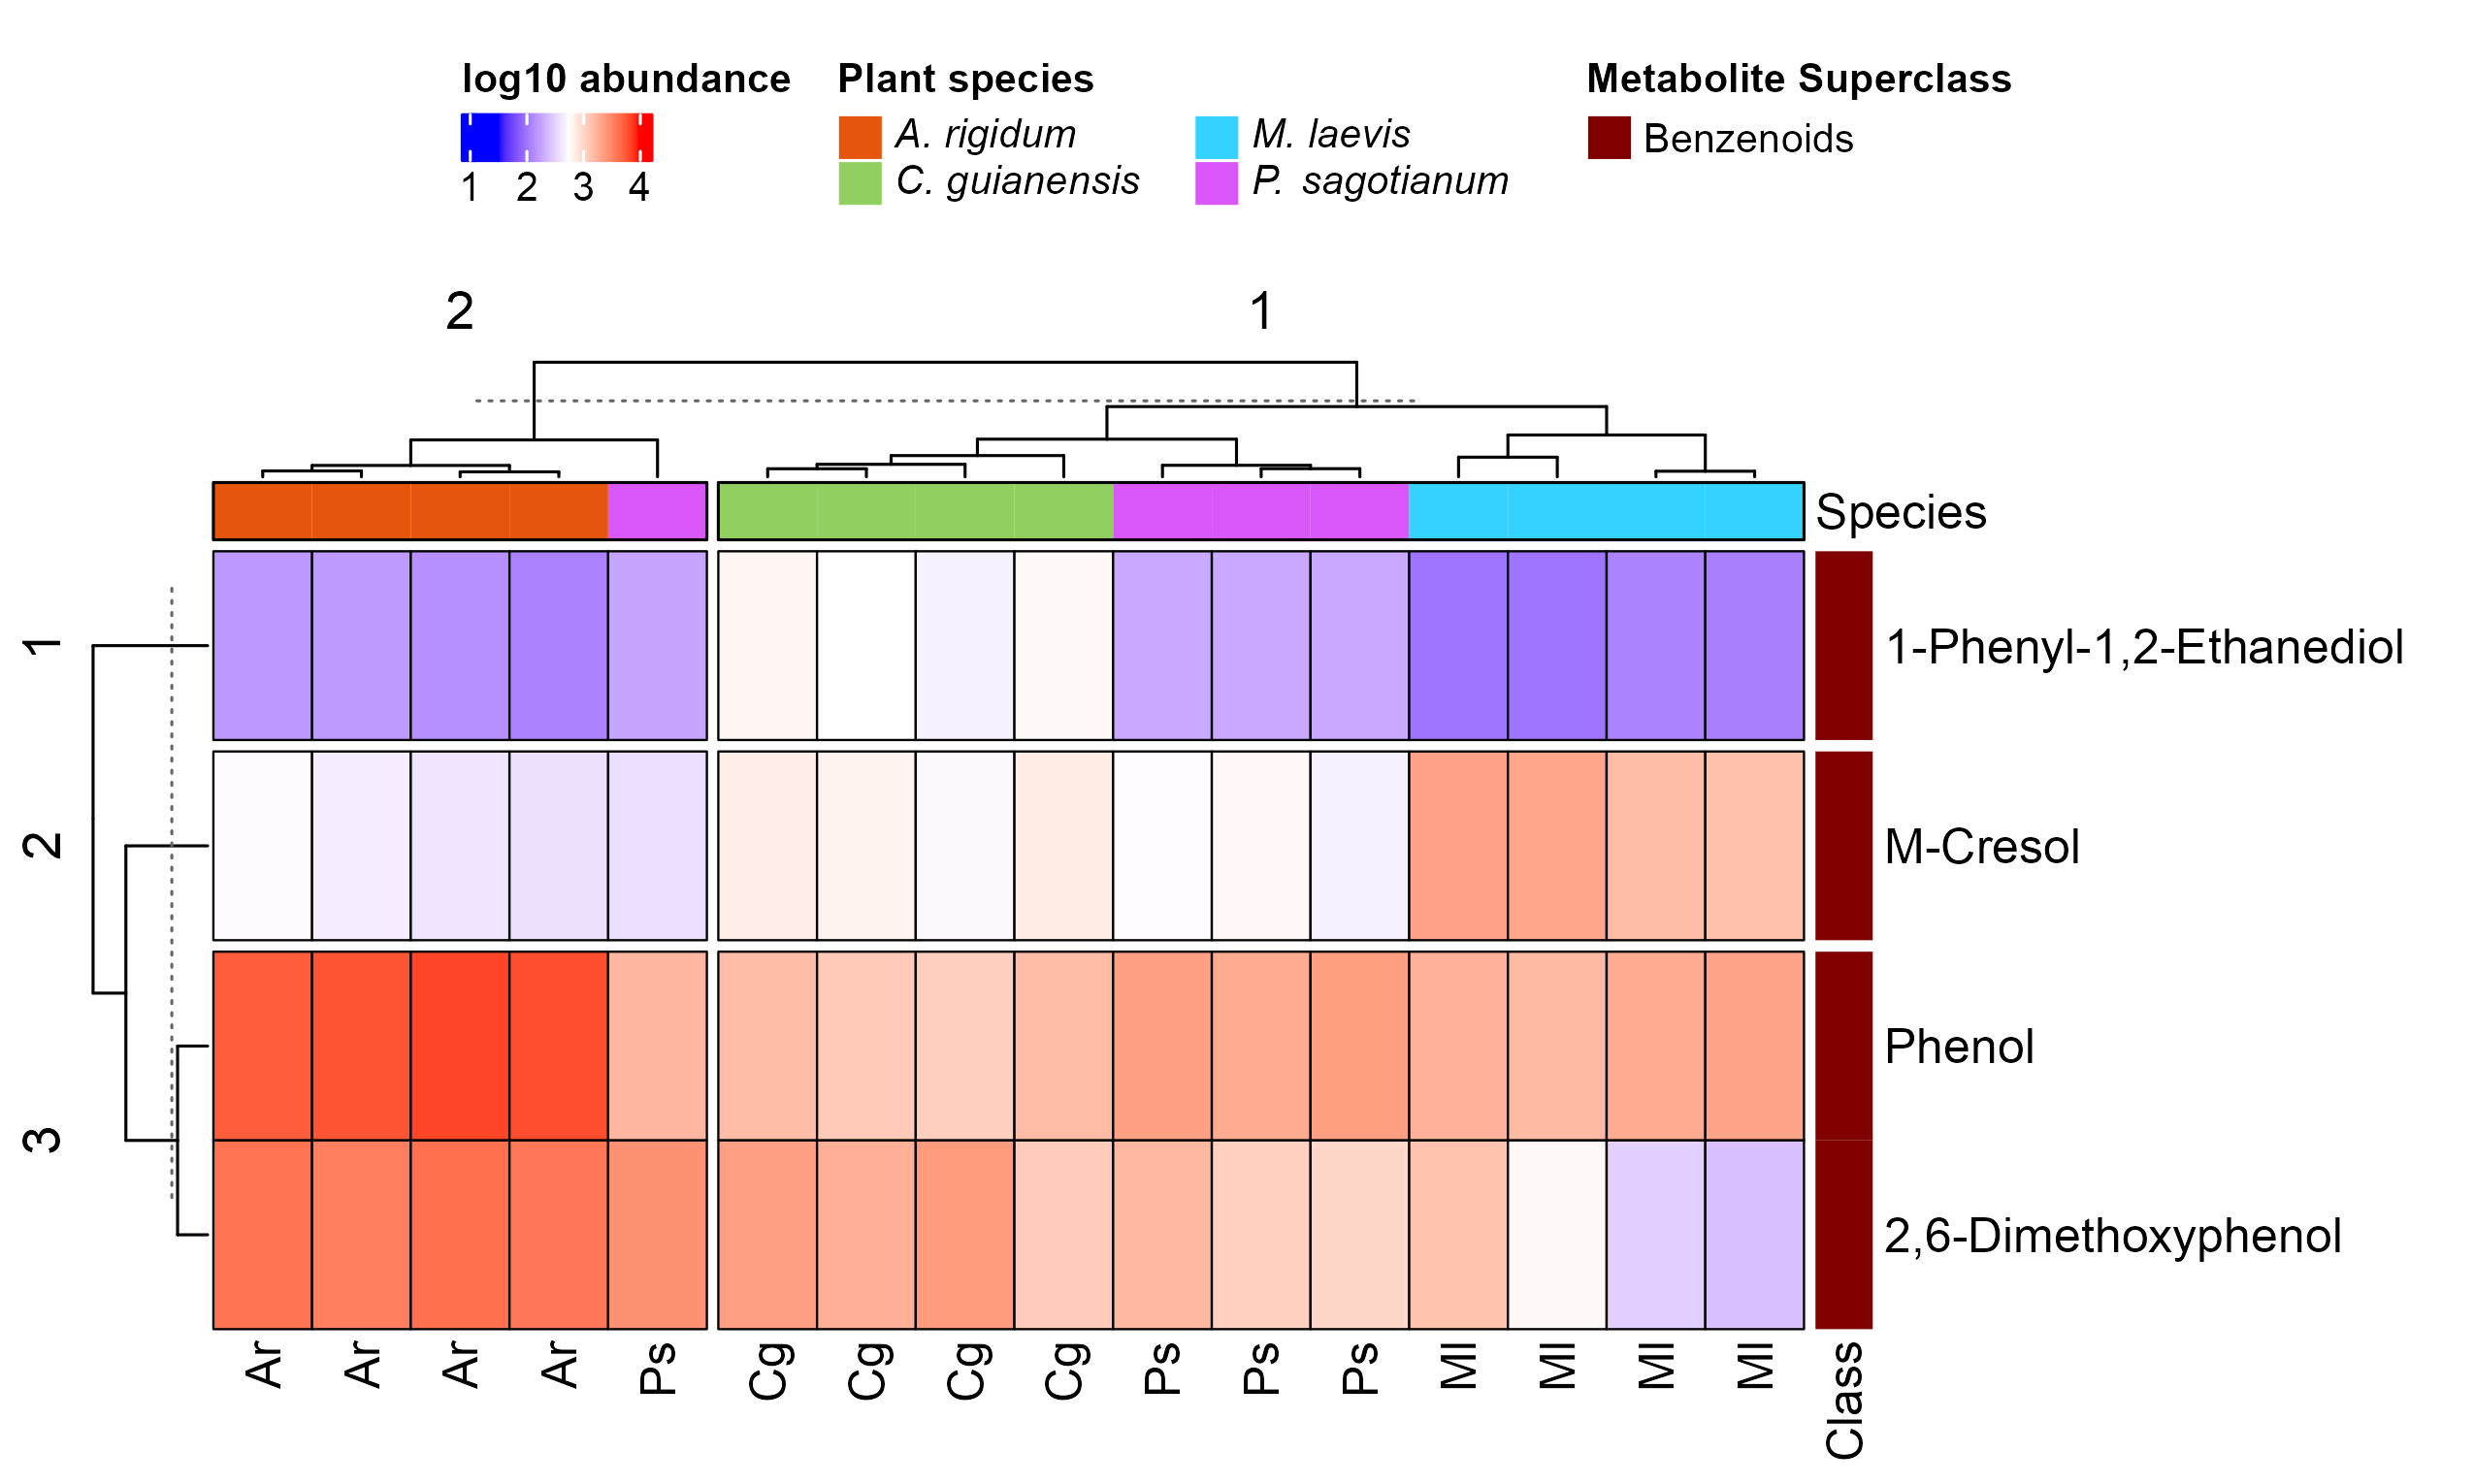 log10 abundance
1 2 3 4
Plant species
A. rigidum
C. guianensis
M. laevis
P. sagotianum
Metabolite Superclass
Benzenoids
2 1
Species
1
1-Phenyl-1,2-Ethanediol
2
M-Cresol
Phenol
3
2,6-Dimethoxyphenol
Ar Ar Ar Ar Ps Cg Cg Cg Cg Ps Ps Ps Ml Ml Ml Ml Class